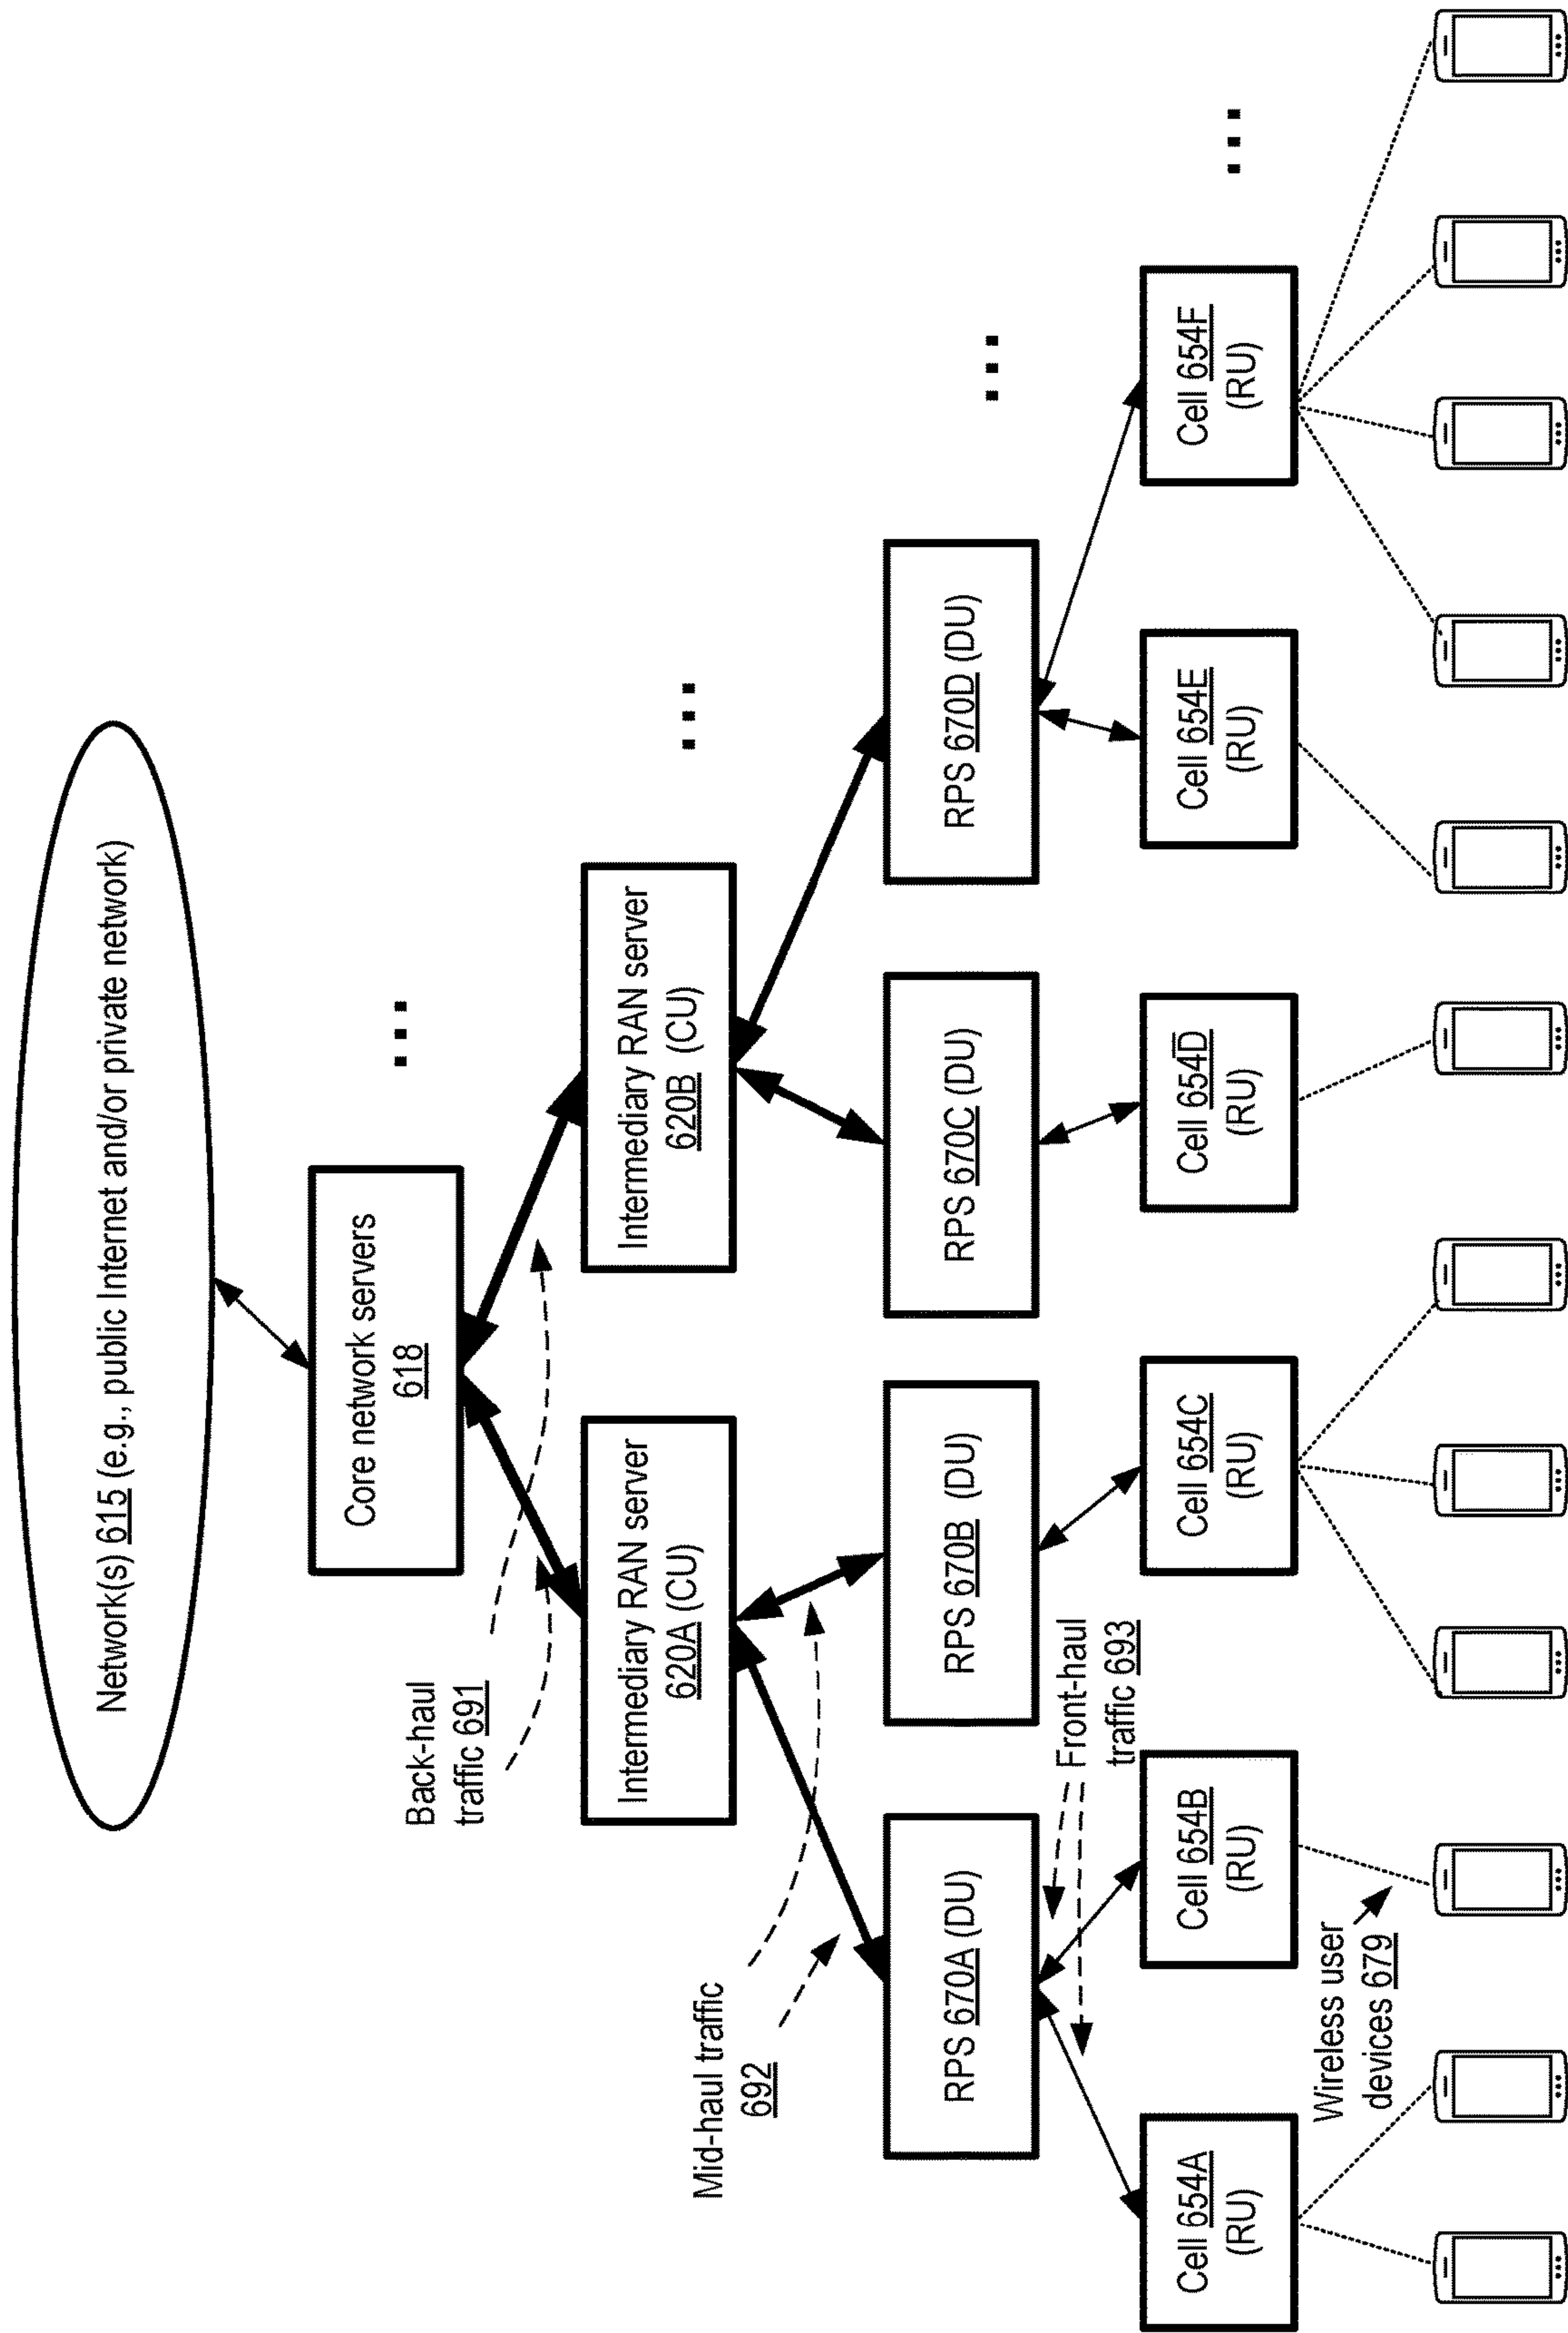 Network(s) 615 (e.g., public Internet and/or private network)
Core network servers
618
Back-haul
traffic 691
Intermediary RAN server
620A (CU)
Intermediary RAN server
620B (CU)
Mid-haul traffic
692
RPS 670A (DU)
RPS 670B (DU)
RPS 670C (DU)
RPS 670D (DU)
Front-haul
traffic 693
Cell 654A
(RU)
Cell 654B
(RU)
Cell 654C
(RU)
Cell 654D
(RU)
Cell 654E
(RU)
Cell 654F
(RU)
Wireless user
devices 679